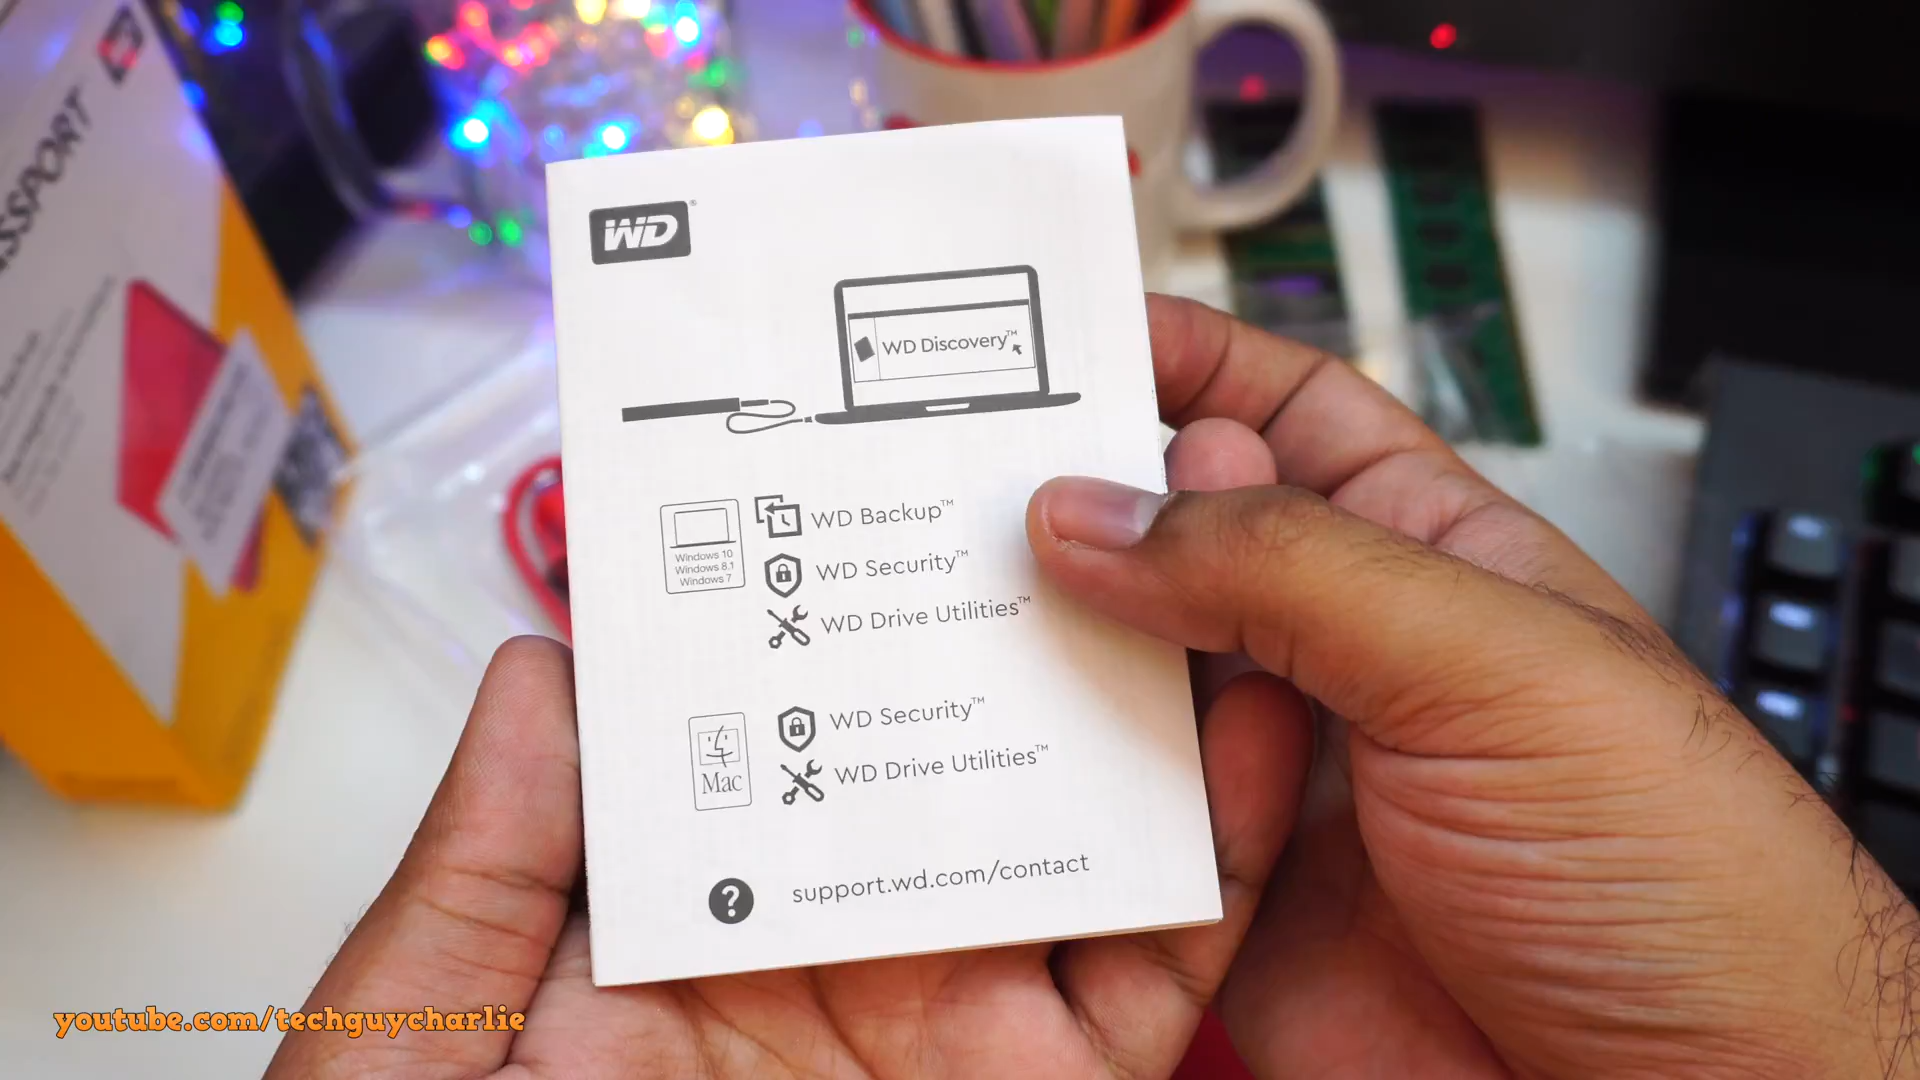 WD®
WD Discovery™
Windows 10
Windows 8.1
Windows 7
WD Backup™
WD Security™
WD Drive Utilities™
Mac
WD Security™
WD Drive Utilities™
? support.wd.com/contact
youtube.com/techguycharlie